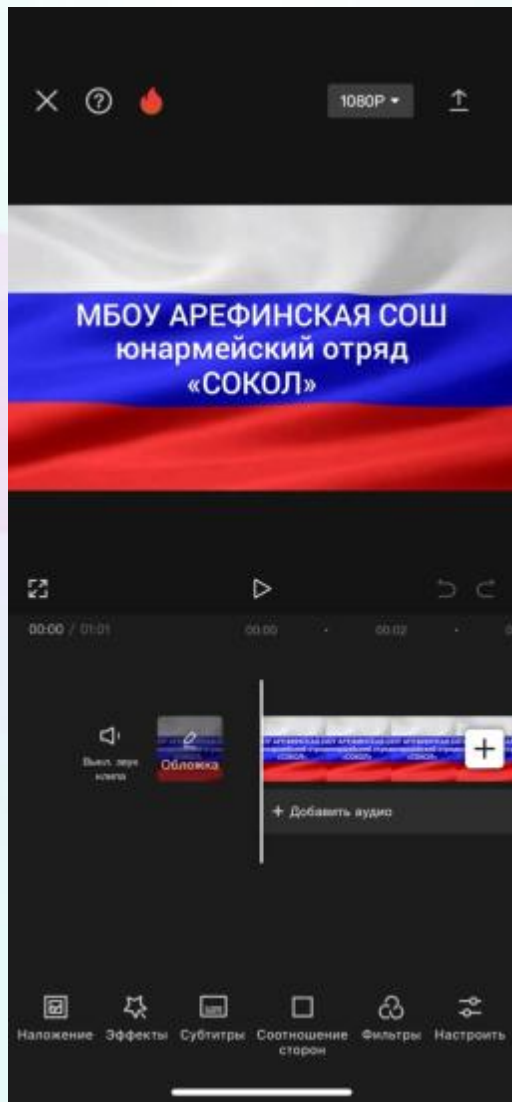 1080P
МБОУ АРЕФИНСКАЯ СОШ
юнармейский отряд
«СОКОЛ»
00:00 / 01:01
00:00
00:02
Выкл. звук
клипа
Обложка
+ Добавить аудио
Наложение
Эффекты
Субтитры
Соотношение
сторон
Фильтры
Настроить